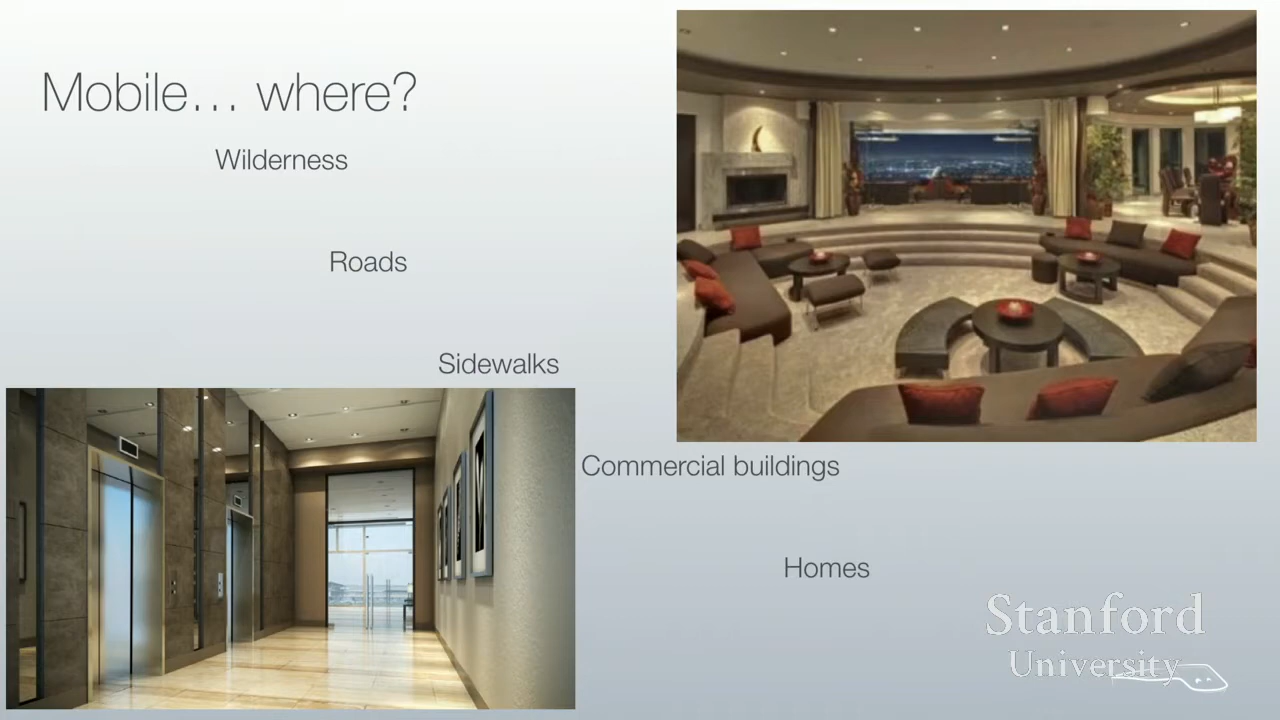 Mobile… where?
Wilderness
Roads
Sidewalks
Commercial buildings
Homes
Stanford
University